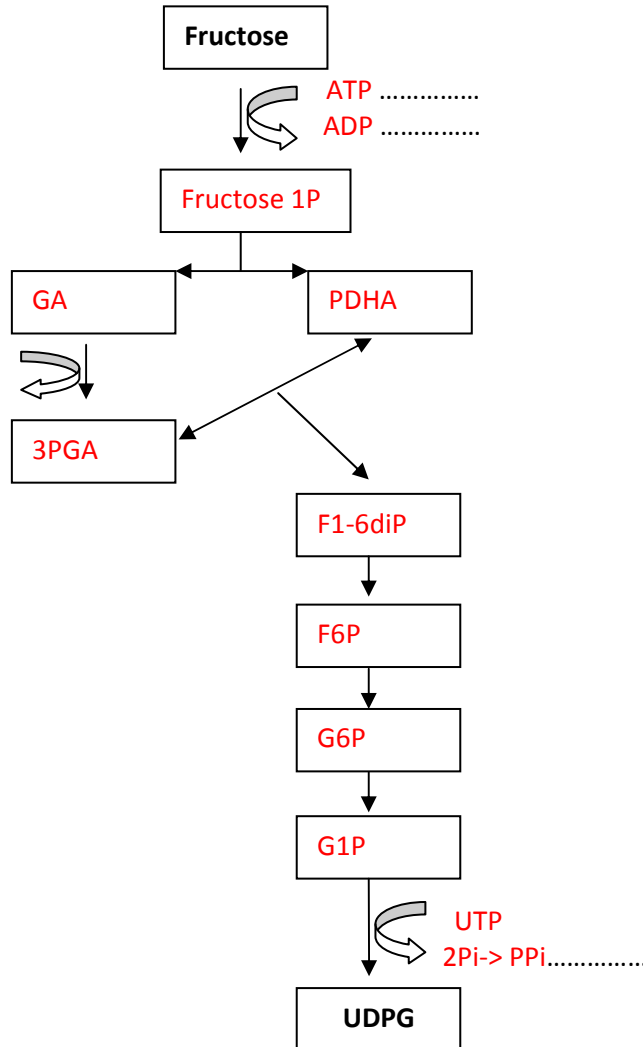 Fructose
ATP ……………
ADP ……………
Fructose 1P
GA
PDHA
3PGA
F1-6diP
F6P
G6P
G1P
UTP
2Pi-> PPi……………
UDPG